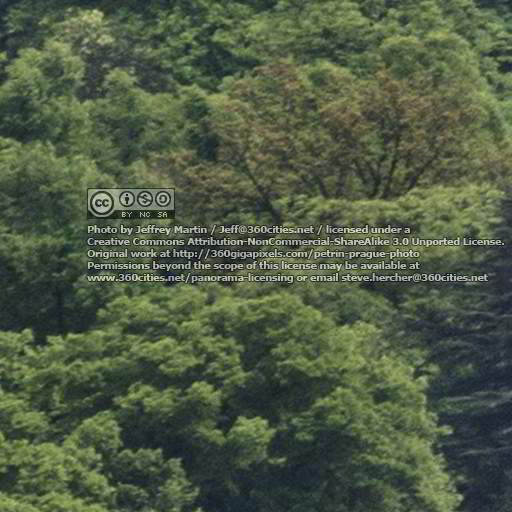 cc BY NC SA
Photo by Jeffrey Martin / Jeff@360cities.net / licensed under a
Creative Commons Attribution-NonCommercial-ShareAlike 3.0 Unported License.
Original work at http://360gigapixels.com/petrin-prague-photo
Permissions beyond the scope of this license may be available at
www.360cities.net/panorama-licensing or email steve.hercher@360cities.net